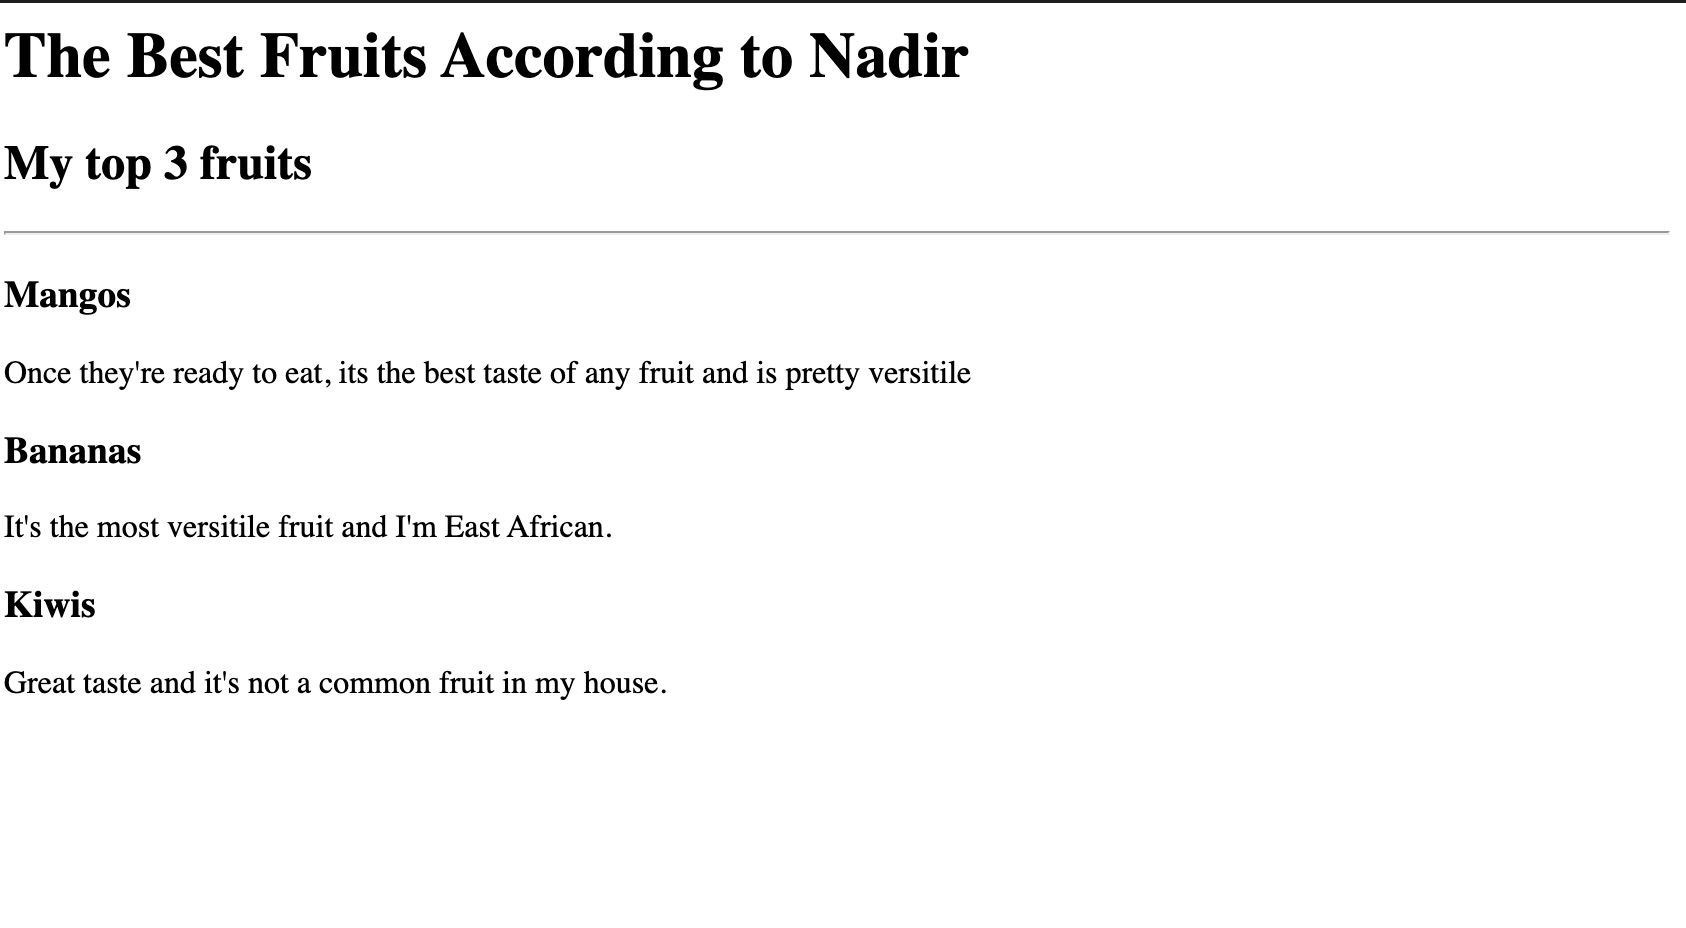 The Best Fruits According to Nadir
My top 3 fruits
Mangos
Once they're ready to eat, its the best taste of any fruit and is pretty versitile
Bananas
It's the most versitile fruit and I'm East African.
Kiwis
Great taste and it's not a common fruit in my house.